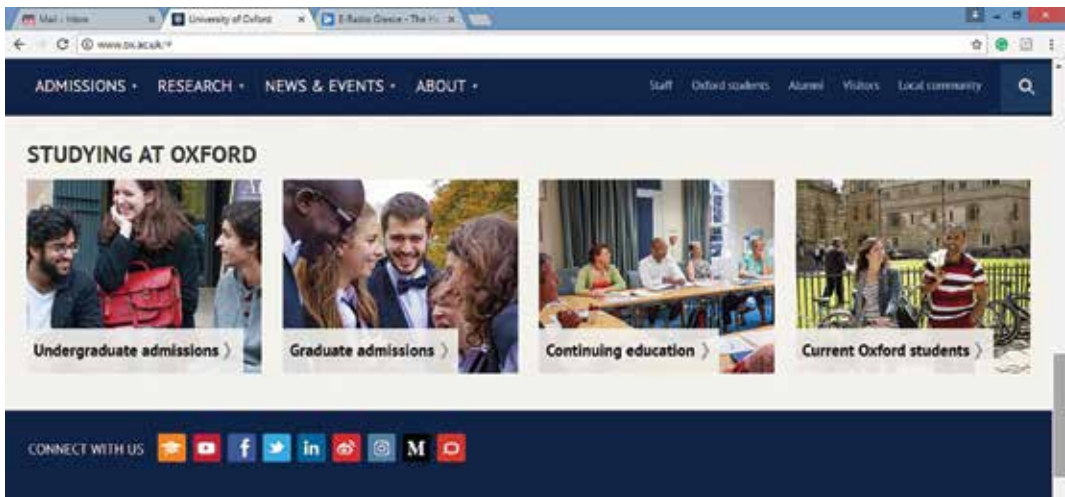 Mail - Inbox
University of Oxford
E-Radio Greece - The
www.ox.ac.uk/#
ADMISSIONS RESEARCH NEWS & EVENTS ABOUT Staff Oxford students Alumni Visitors Local community
STUDYING AT OXFORD
Undergraduate admissions 〉 Graduate admissions 〉 Continuing education 〉 Current Oxford students 〉
CONNECT WITH US f in M